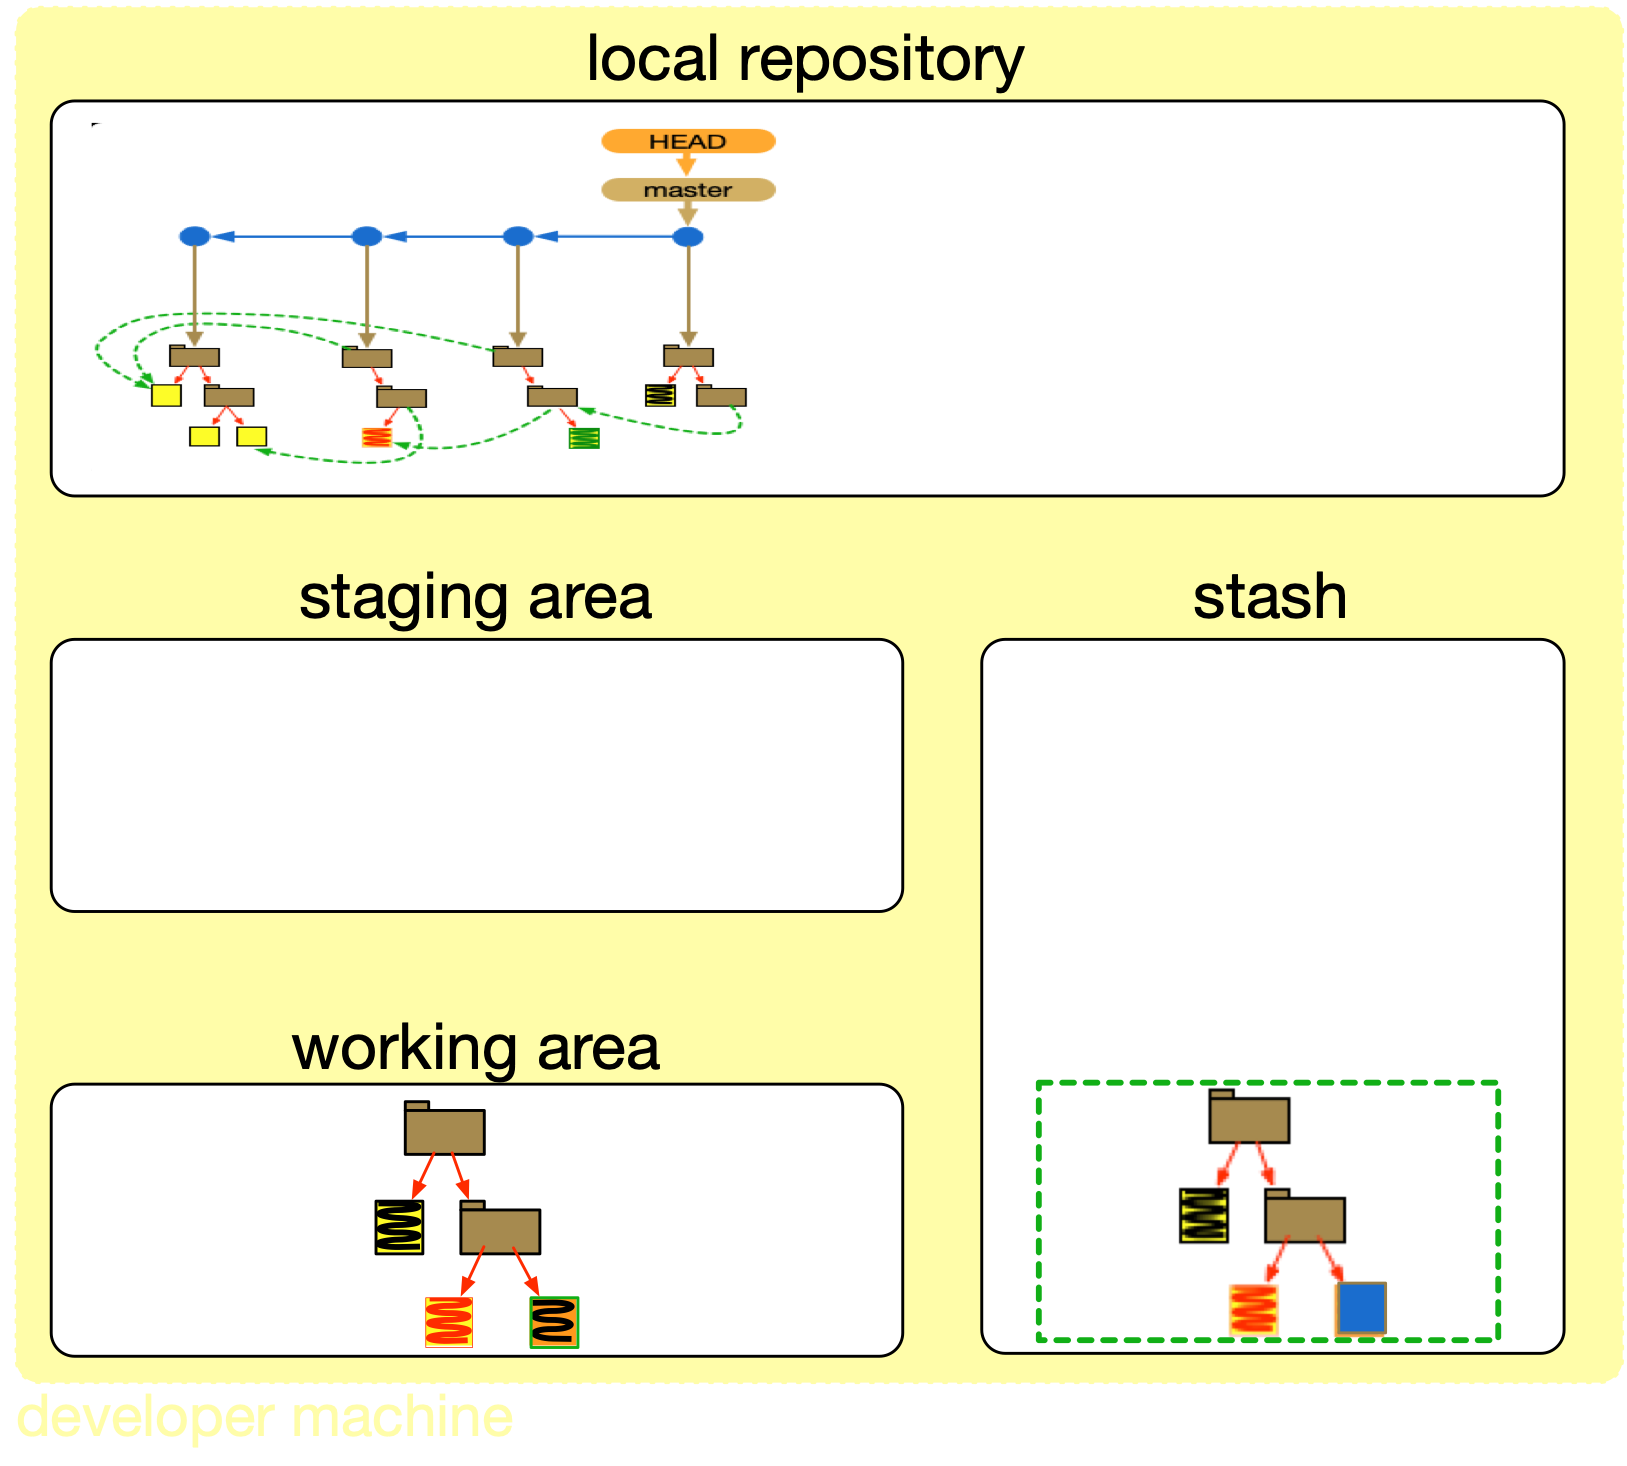 local repository
HEAD
master
staging area
stash
working area
developer machine